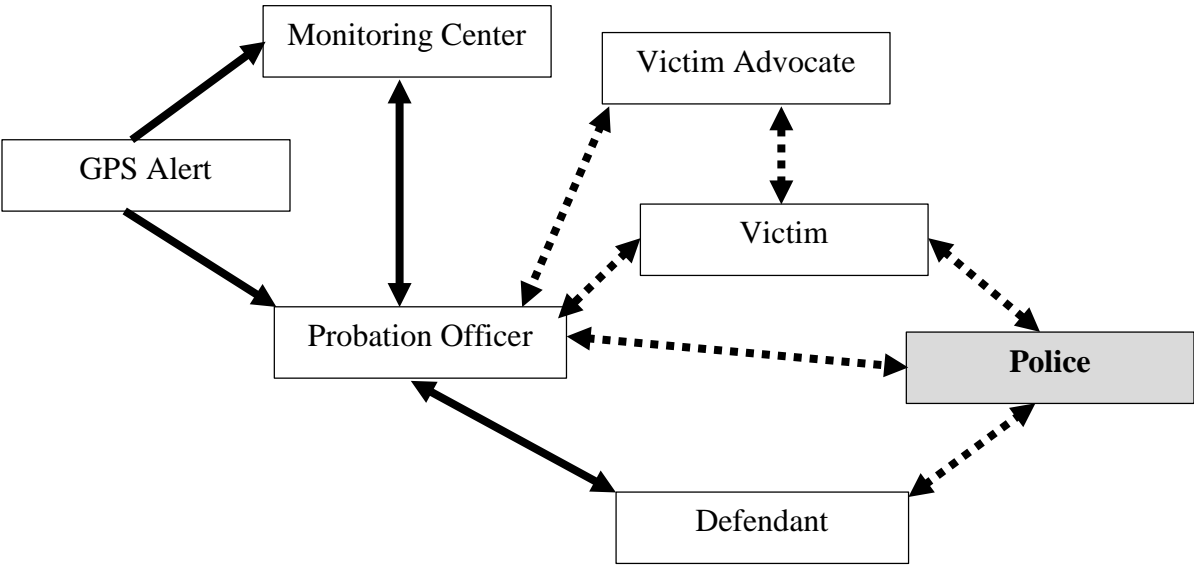 Monitoring Center
Victim Advocate
GPS Alert
Victim
Probation Officer
Police
Defendant